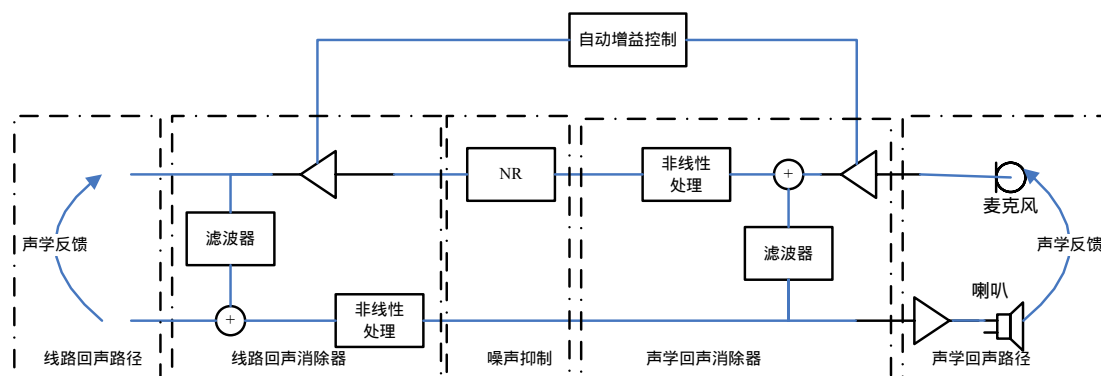 自动增益控制
NR
非线性
处理
+
麦克风
滤波器
声学反馈
滤波器
声学反馈
喇叭
+
非线性
处理
线路回声路径
线路回声消除器
噪声抑制
声学回声消除器
声学回声路径